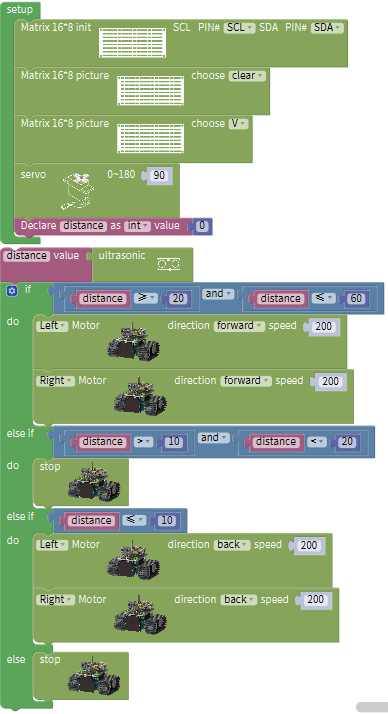 setup
Matrix 16*8 init SCL PIN# SCL SDA PIN# SDA
Matrix 16*8 picture choose clear
Matrix 16*8 picture choose V
servo 0~180 90
Declare distance as int value 0
distance value ultrasonic
if distance ≥ 20 and distance ≤ 60
do Left Motor direction forward speed 200
Right Motor direction forward speed 200
else if distance > 10 and distance < 20
do stop
else if distance ≤ 10
do Left Motor direction back speed 200
Right Motor direction back speed 200
else stop